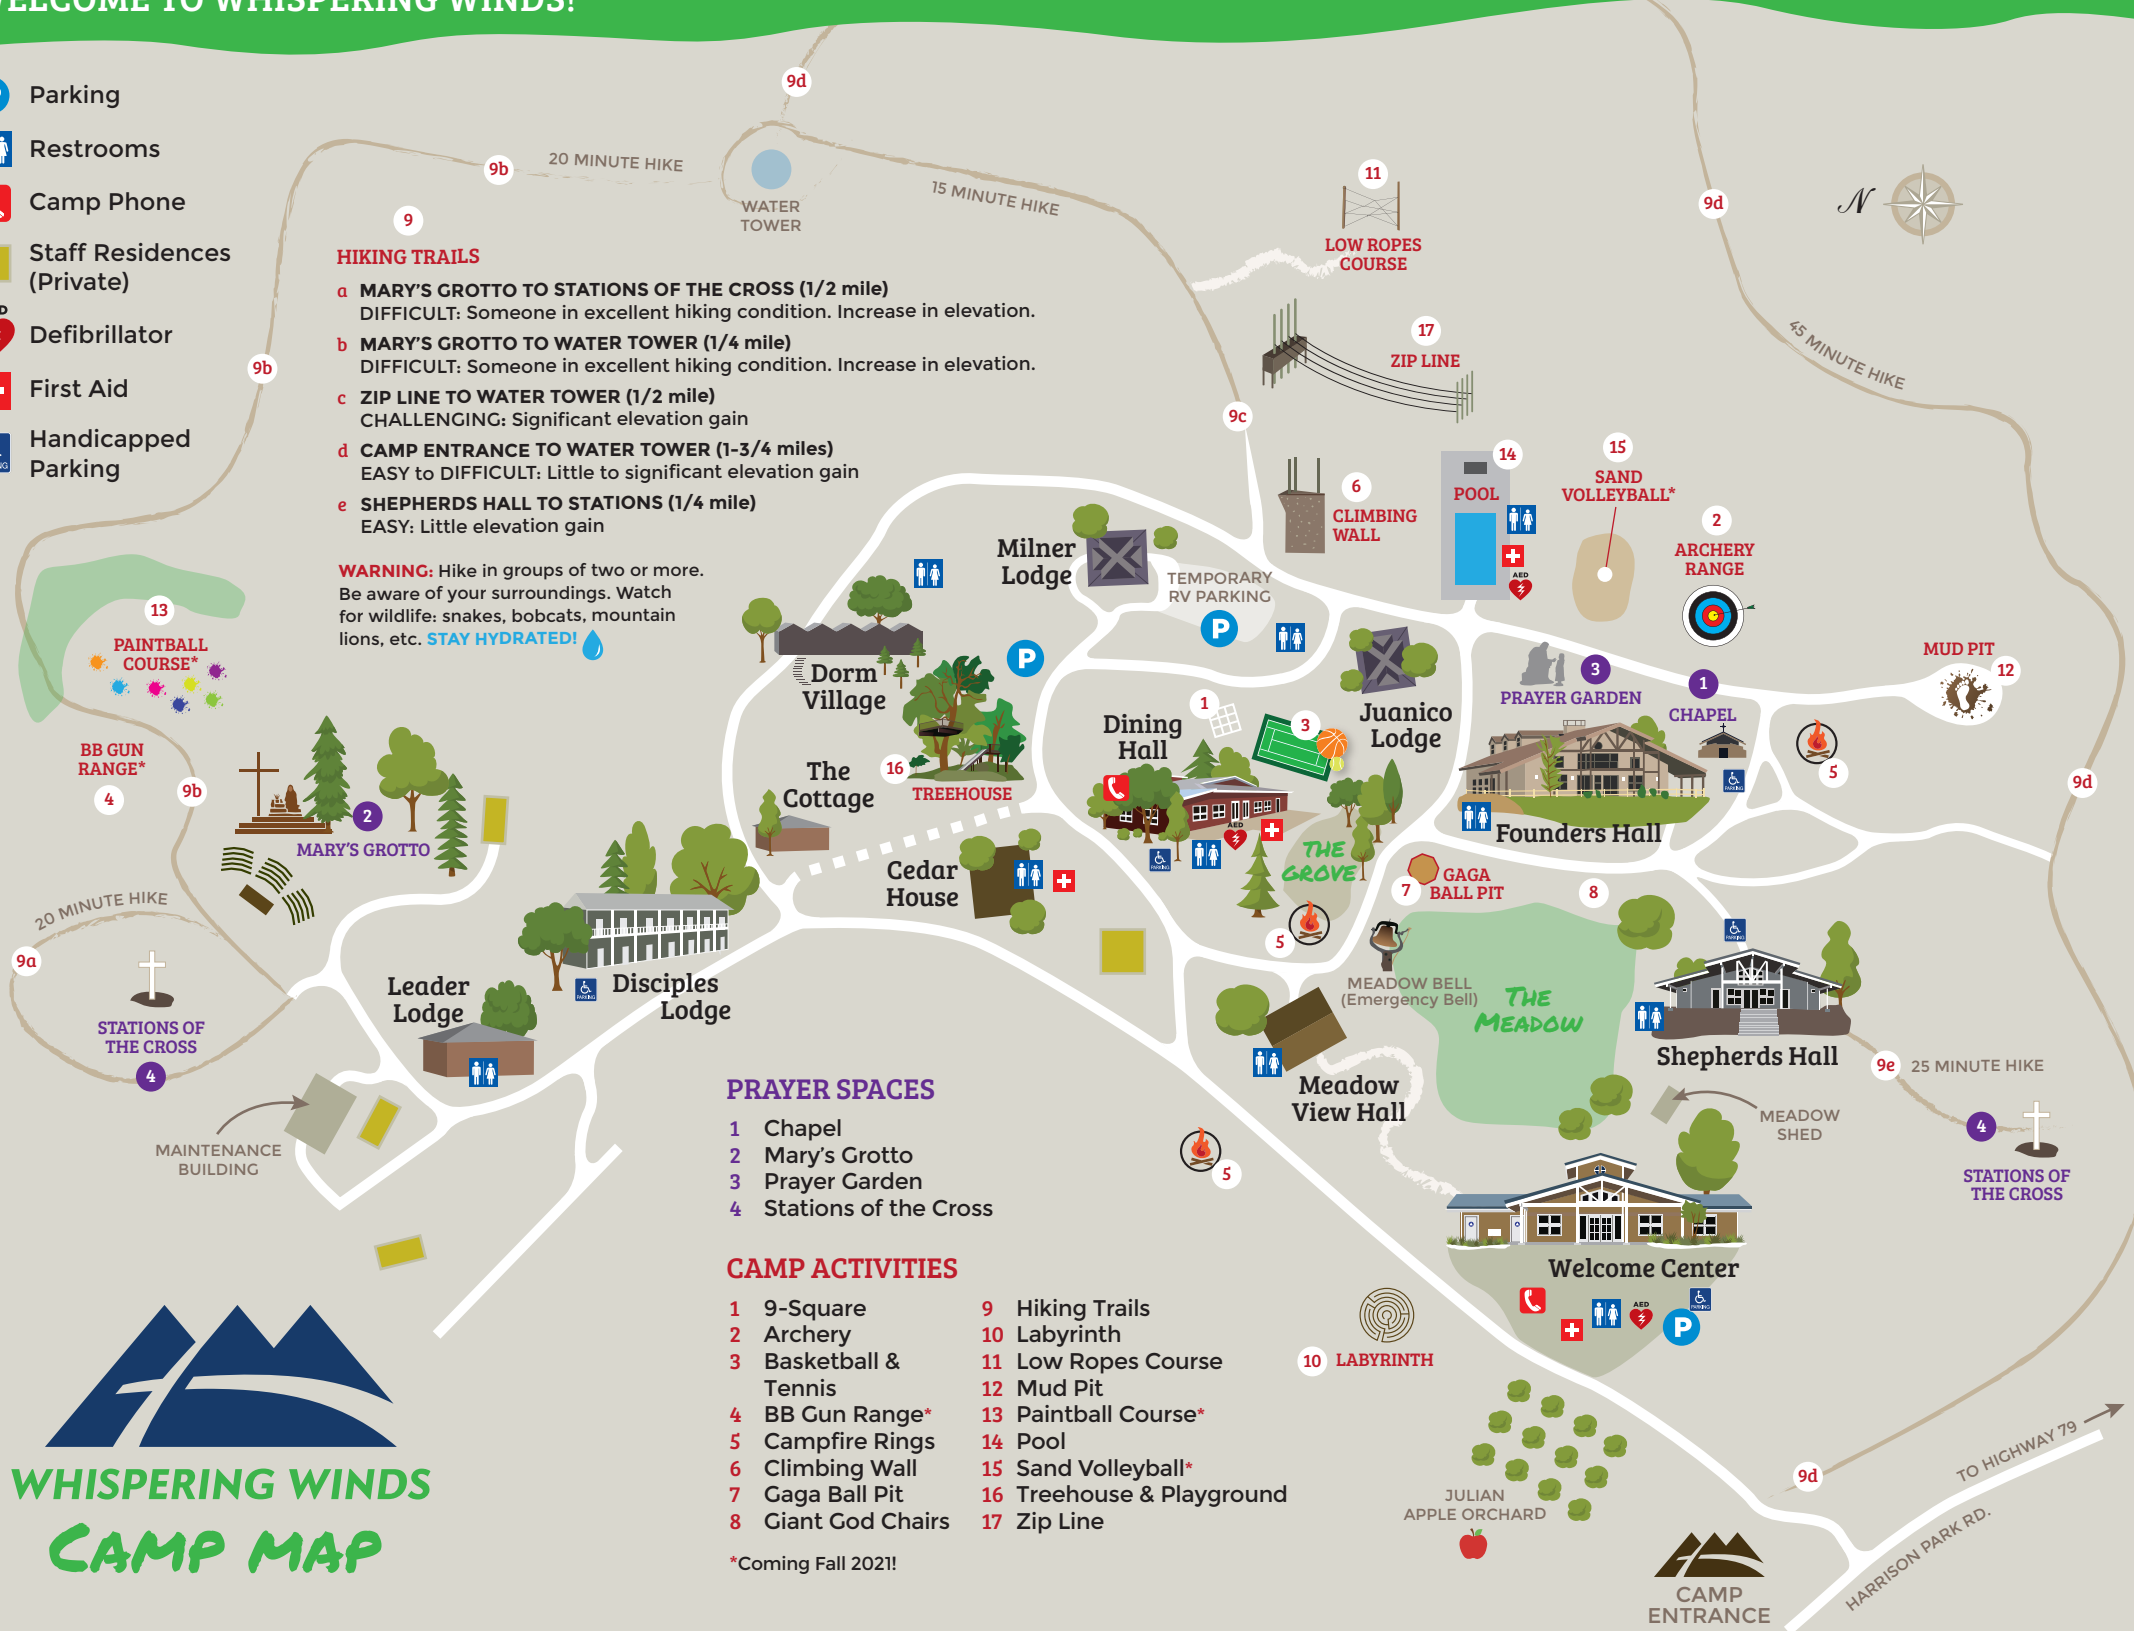 WELCOME TO WHISPERING WINDS!
Parking
Restrooms
Camp Phone
Staff Residences
(Private)
Defibrillator
First Aid
Handicapped
Parking
9d
9b
20 MINUTE HIKE
WATER
TOWER
15 MINUTE HIKE
9
HIKING TRAILS
a MARY'S GROTTO TO STATIONS OF THE CROSS (1/2 mile)
DIFFICULT: Someone in excellent hiking condition. Increase in elevation.
b MARY'S GROTTO TO WATER TOWER (1/4 mile)
DIFFICULT: Someone in excellent hiking condition. Increase in elevation.
c ZIP LINE TO WATER TOWER (1/2 mile)
CHALLENGING: Significant elevation gain
d CAMP ENTRANCE TO WATER TOWER (1-3/4 miles)
EASY to DIFFICULT: Little to significant elevation gain
e SHEPHERDS HALL TO STATIONS (1/4 mile)
EASY: Little elevation gain
WARNING: Hike in groups of two or more.
Be aware of your surroundings. Watch
for wildlife: snakes, bobcats, mountain
lions, etc. STAY HYDRATED!
9b
11
LOW ROPES
COURSE
17
ZIP LINE
9c
9d
N
45 MINUTE HIKE
6
CLIMBING
WALL
14
POOL
AED
15
SAND
VOLLEYBALL*
2
ARCHERY
RANGE
Milner
Lodge
TEMPORARY
RV PARKING
P
P
Dorm
Village
16
TREEHOUSE
The
Cottage
Dining
Hall
1
3
Juanico
Lodge
3
PRAYER GARDEN
1
CHAPEL
MUD PIT
12
5
9d
PARKING
Founders Hall
13
PAINTBALL
COURSE*
BB GUN
RANGE*
4
9b
2
MARY'S GROTTO
20 MINUTE HIKE
9a
STATIONS OF
THE CROSS
4
Cedar
House
PARKING
AED
THE
GROVE
5
7
GAGA
BALL PIT
8
MEADOW BELL
(Emergency Bell)
THE
MEADOW
PARKING
Shepherds Hall
9e
25 MINUTE HIKE
4
STATIONS OF
THE CROSS
MEADOW
SHED
Leader
Lodge
PARKING
Disciples
Lodge
MAINTENANCE
BUILDING
Meadow
View Hall
5
Welcome Center
AED
PARKING
P
10 LABYRINTH
PRAYER SPACES
1 Chapel
2 Mary's Grotto
3 Prayer Garden
4 Stations of the Cross
CAMP ACTIVITIES
1 9-Square
2 Archery
3 Basketball &
Tennis
4 BB Gun Range*
5 Campfire Rings
6 Climbing Wall
7 Gaga Ball Pit
8 Giant God Chairs
9 Hiking Trails
10 Labyrinth
11 Low Ropes Course
12 Mud Pit
13 Paintball Course*
14 Pool
15 Sand Volleyball*
16 Treehouse & Playground
17 Zip Line
*Coming Fall 2021!
JULIAN
APPLE ORCHARD
9d
TO HIGHWAY 79
HARRISON PARK RD.
CAMP
ENTRANCE
WHISPERING WINDS
CAMP MAP